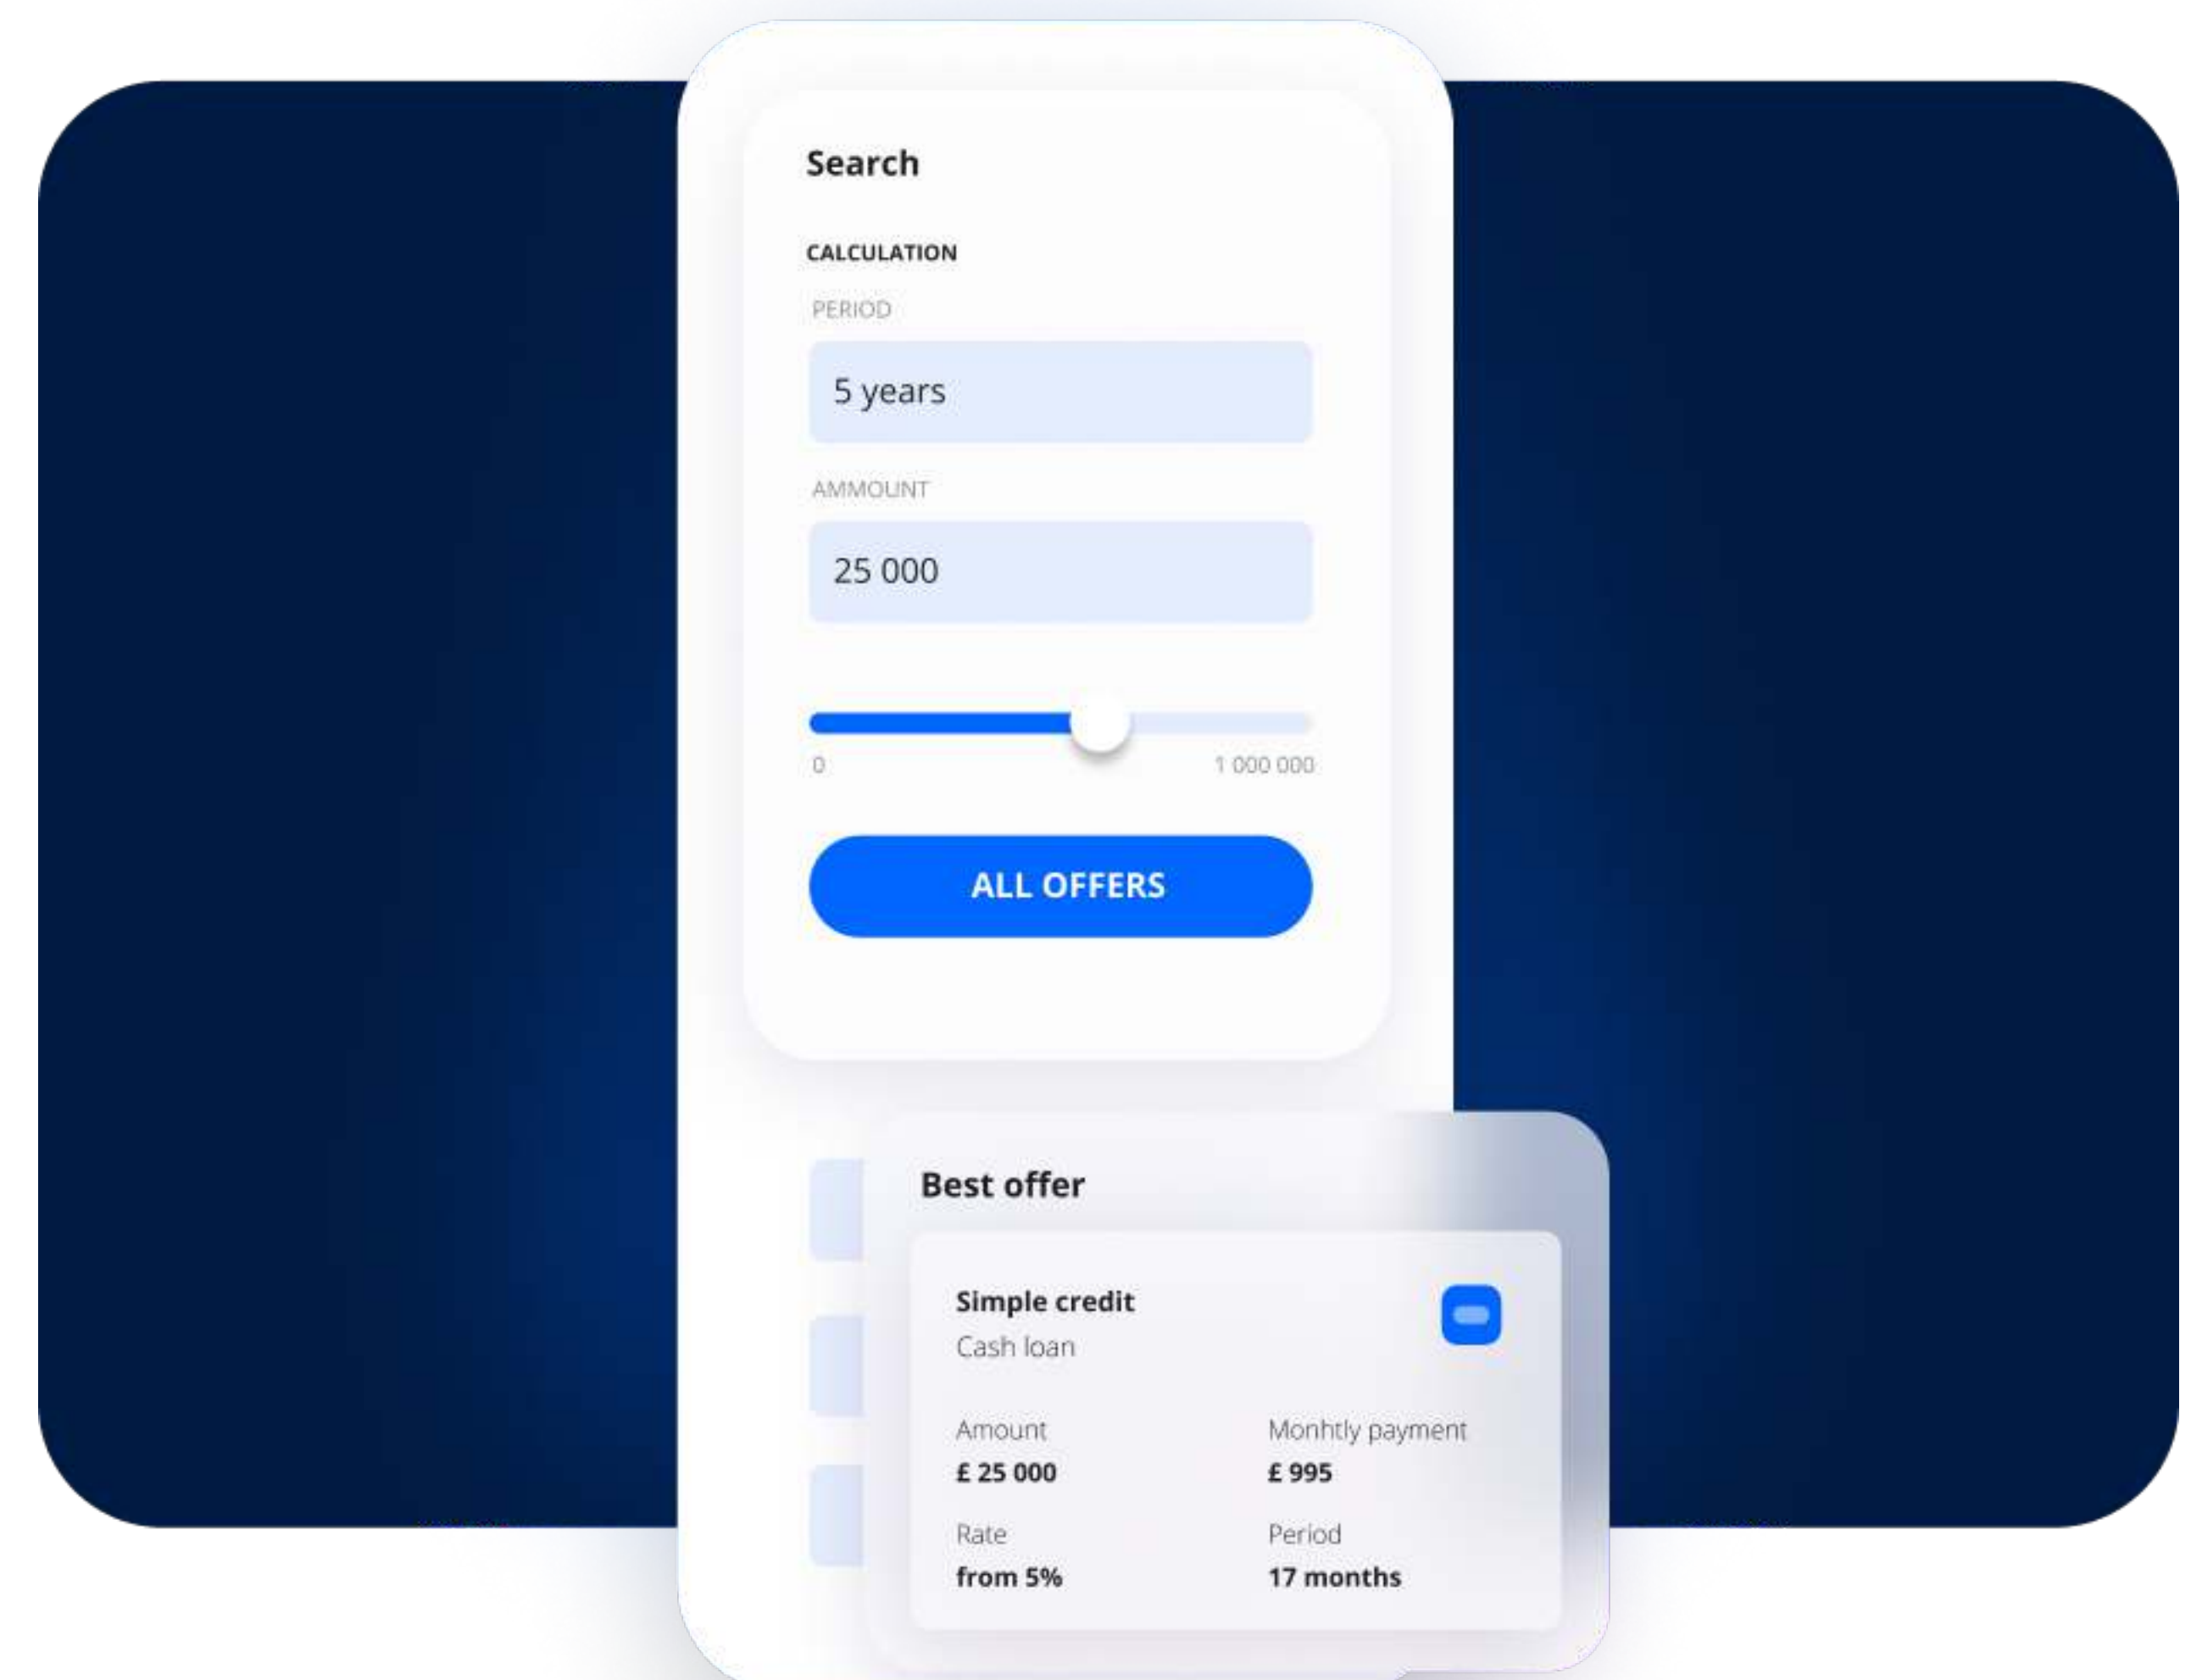 Search
CALCULATION
PERIOD
5 years
AMMOUNT
25 000
0 1 000 000
ALL OFFERS
Best offer
Simple credit
Cash loan
Amount Monhtly payment
£ 25 000 £ 995
Rate Period
from 5% 17 months